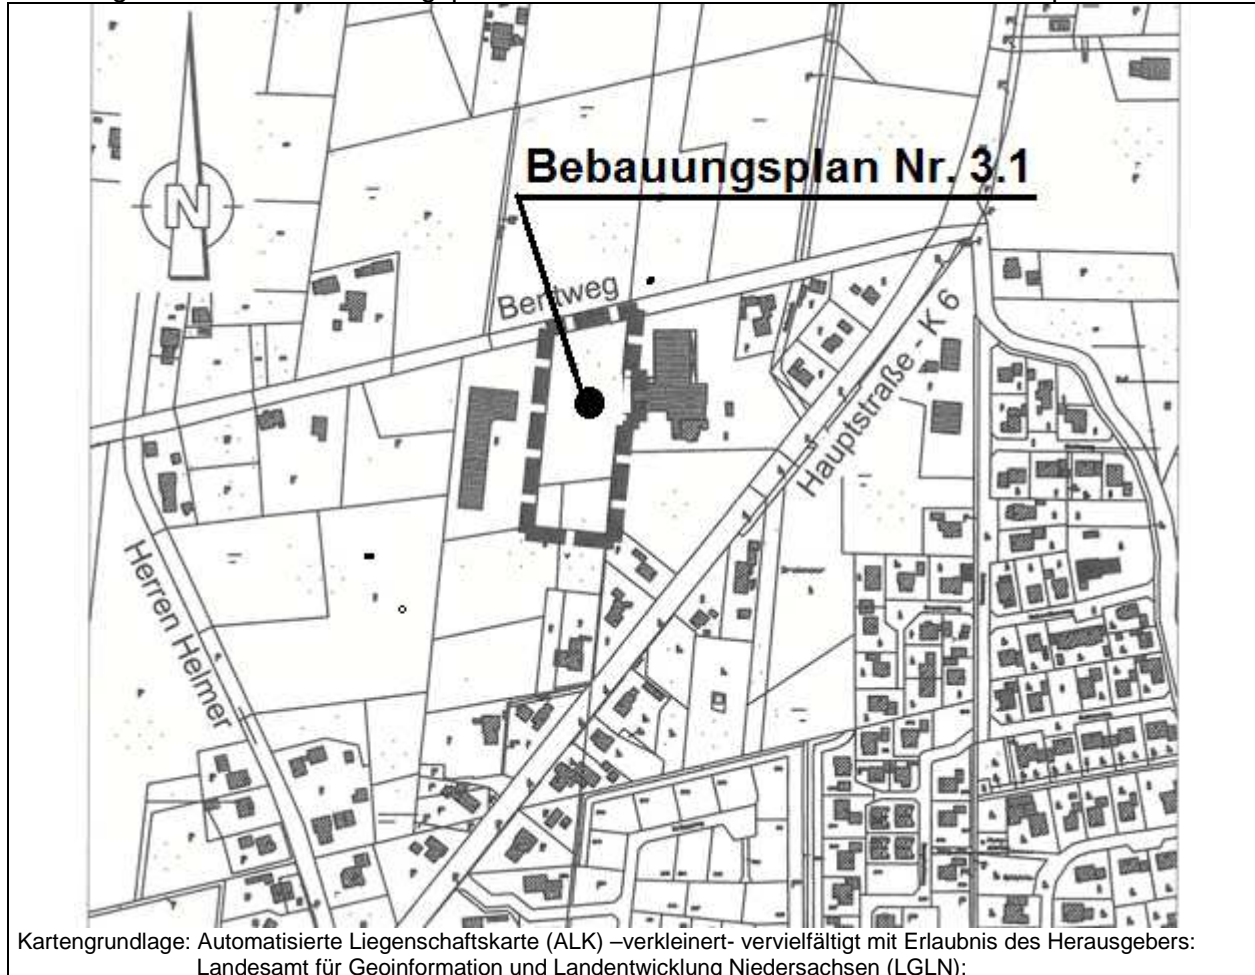 N
Bebauungsplan Nr. 3.1
Bentweg
Hauptstraße - K 6
Herren Helmer
Kartengrundlage: Automatisierte Liegenschaftskarte (ALK) –verkleinert- vervielfältigt mit Erlaubnis des Herausgebers:
Landesamt für Geoinformation und Landentwicklung Niedersachsen (LGLN);